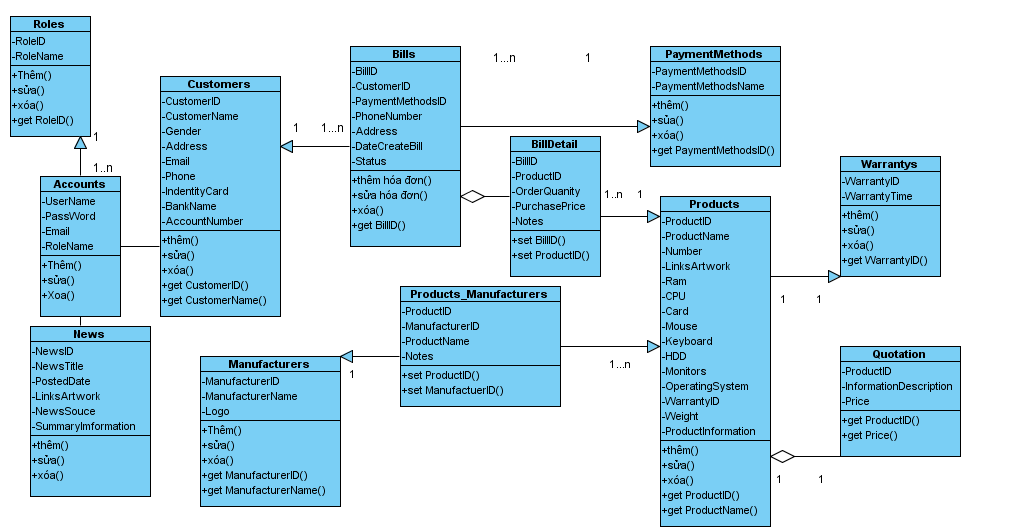 Roles
-RoleID
-RoleName
+Thêm()
+sửa()
+xóa()
+get RoleID()
1
1..n
Accounts
-UserName
-PassWord
-Email
-RoleName
+Thêm()
+sửa()
+Xoa()
News
-NewsID
-NewsTitle
-PostedDate
-LinksArtwork
-NewsSouce
-SummaryImformation
+thêm()
+sửa()
+xóa()
Customers
-CustomerID
-CustomerName
-Gender
-Address
-Email
-Phone
-IndentityCard
-BankName
-AccountNumber
+thêm()
+sửa()
+xóa()
+get CustomerID()
+get CustomerName()
1
1...n
Bills
-BillID
-CustomerID
-PaymentMethodsID
-PhoneNumber
-Address
-DateCreateBill
-Status
+thêm hóa đơn()
+sửa hóa đơn()
+xóa()
+get BillID()
1...n
1
PaymentMethods
-PaymentMethodsID
-PaymentMethodsName
+thêm()
+sủa()
+xóa()
+get PaymentMethodsID()
BillDetail
-BillID
-ProductID
-OrderQuanity
-PurchasePrice
-Notes
+set BillID()
+set ProductID()
1..n
1
Products
-ProductID
-ProductName
-Number
-LinksArtwork
-Ram
-CPU
-Card
-Mouse
-Keyboard
-HDD
-Monitors
-OperatingSystem
-WarrantyID
-Weight
-ProductInformation
+thêm()
+sửa()
+xóa()
+get ProductID()
+get ProductName()
Warrantys
-WarrantyID
-WarrantyTime
+thêm()
+sửa()
+xóa()
+get WarrantyID()
1
1
Products_Manufacturers
-ProductID
-ManufacturerID
-ProductName
-Notes
+set ProductID()
+set ManufactuerID()
1
1...n
Manufacturers
-ManufacturerID
-ManufacturerName
-Logo
+Thêm()
+sửa()
+xóa()
+get ManufacturerID()
+get ManufacturerName()
Quotation
-ProductID
-InformationDescription
-Price
+get ProductID()
+get Price()
1
1